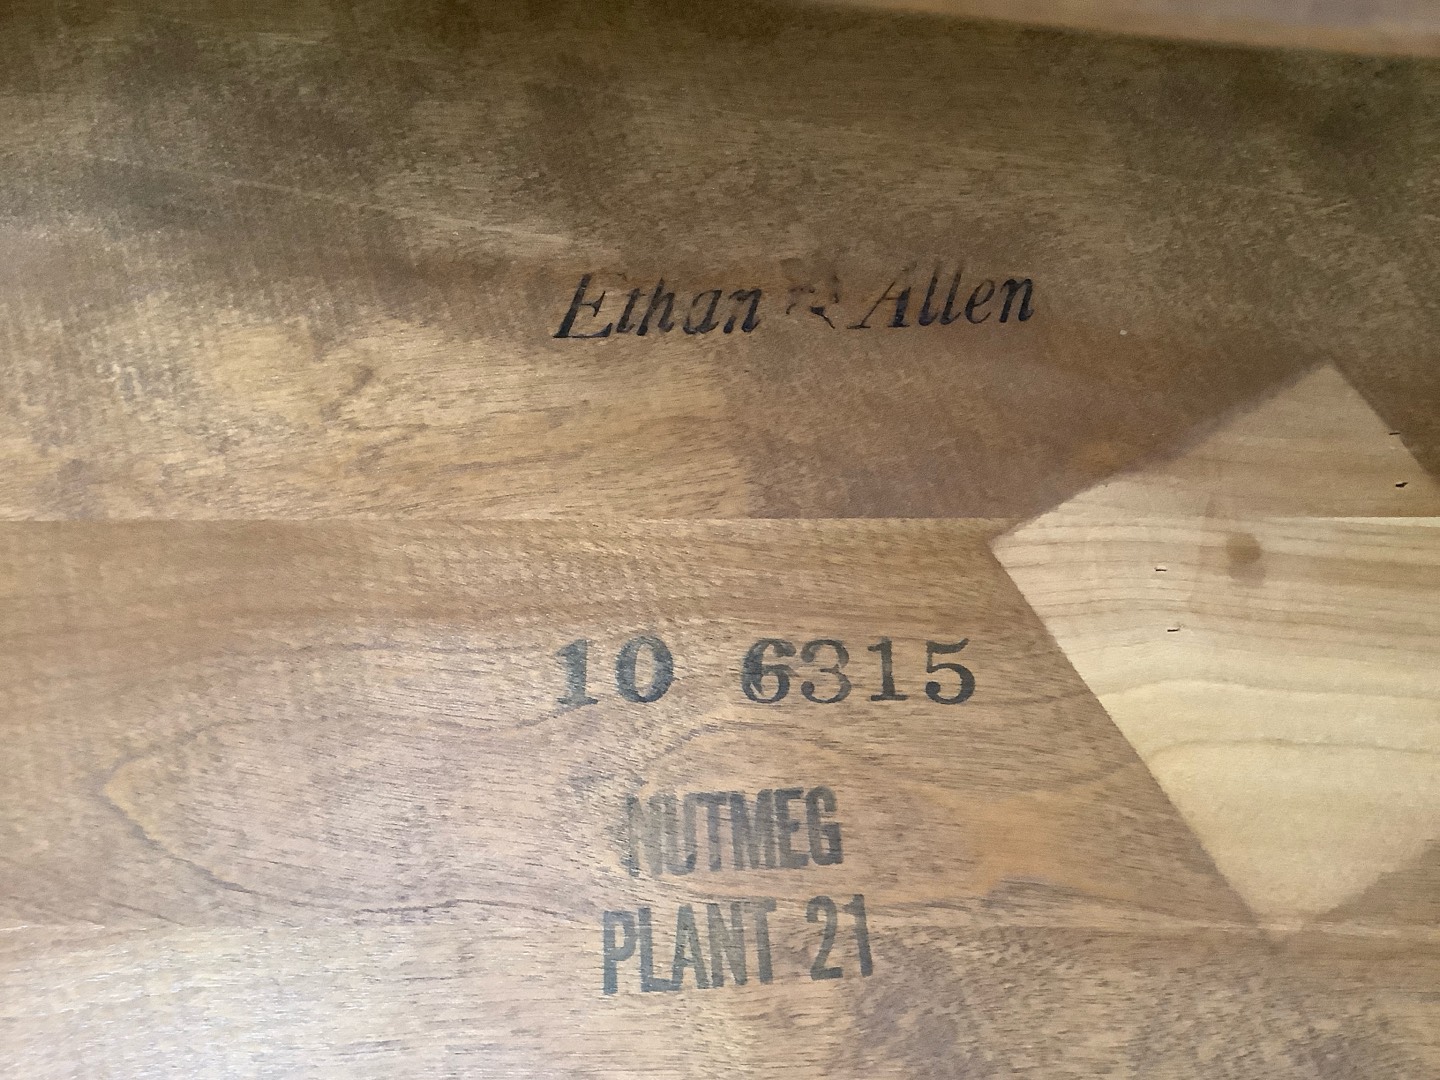 Ethan Allen
10 6315
NUTMEG
PLANT 21